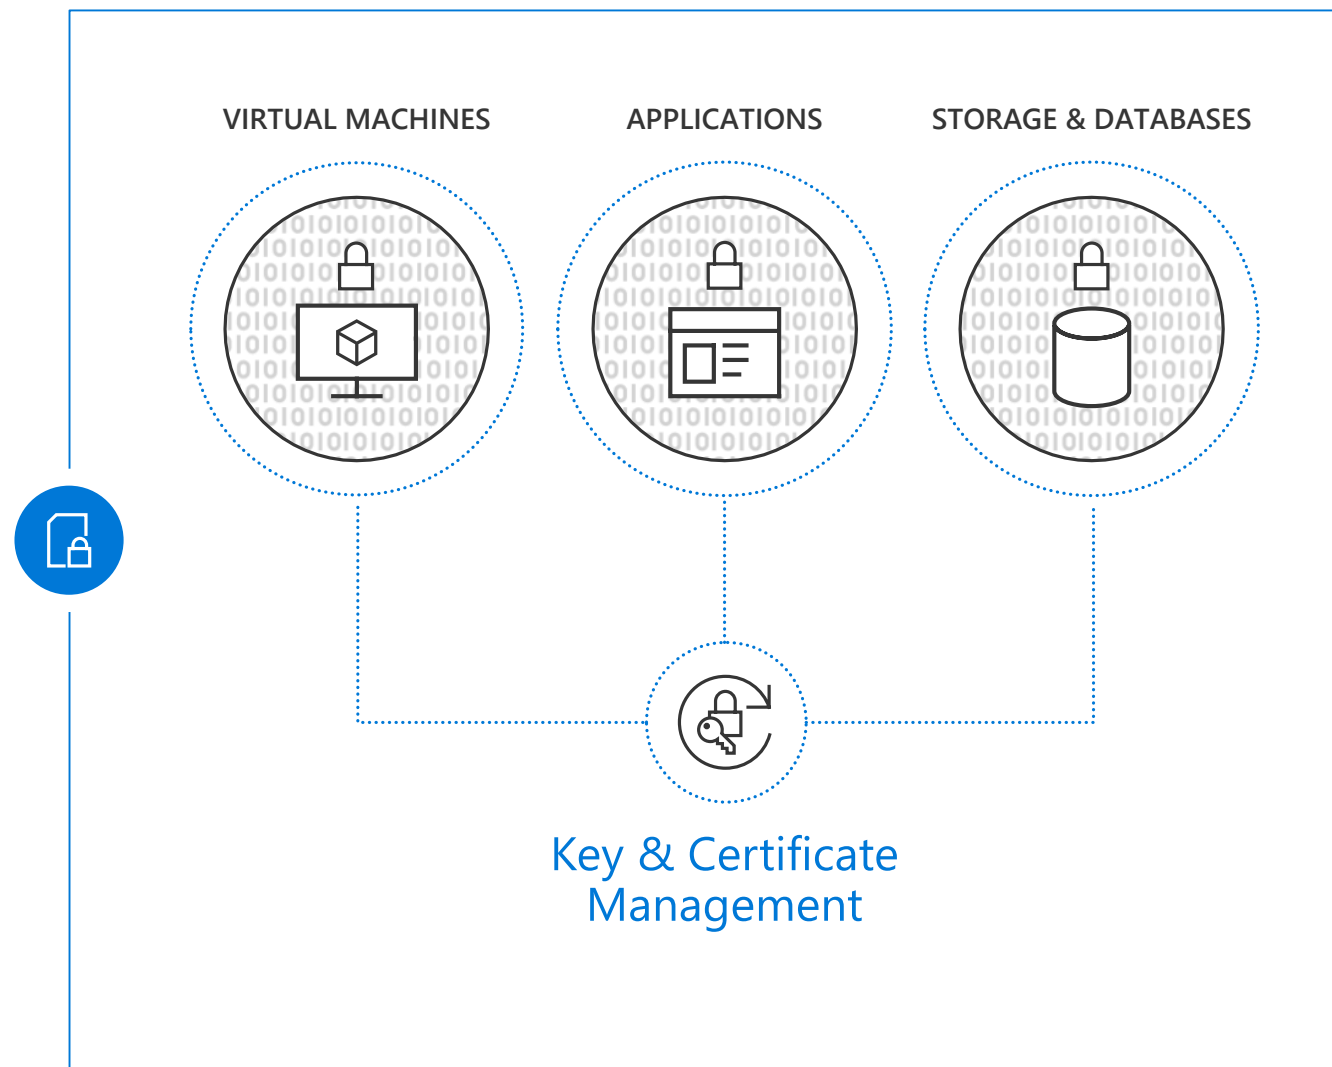 VIRTUAL MACHINES
APPLICATIONS
STORAGE & DATABASES
Key & Certificate
Management